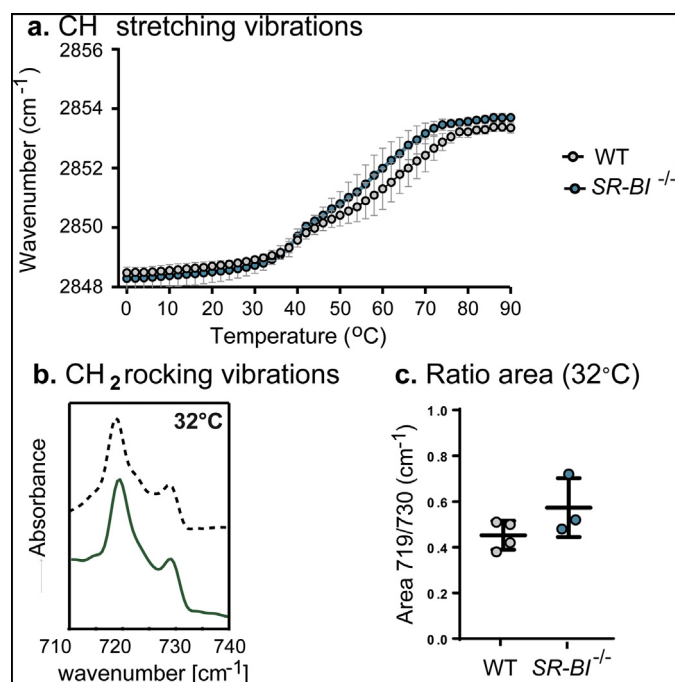 a. CH stretching vibrations
2856
2854
2852
2850
2848
Wavenumber (cm-1)
0 10 20 30 40 50 60 70 80 90
Temperature (ºC)
WT
SR-BI -/-
b. CH2 rocking vibrations
32°C
Absorbance
710 720 730 740
wavenumber [cm-1]
c. Ratio area (32°C)
1.0
0.8
0.6
0.4
0.2
0.0
Area 719/730 (cm-1)
WT SR-BI-/-